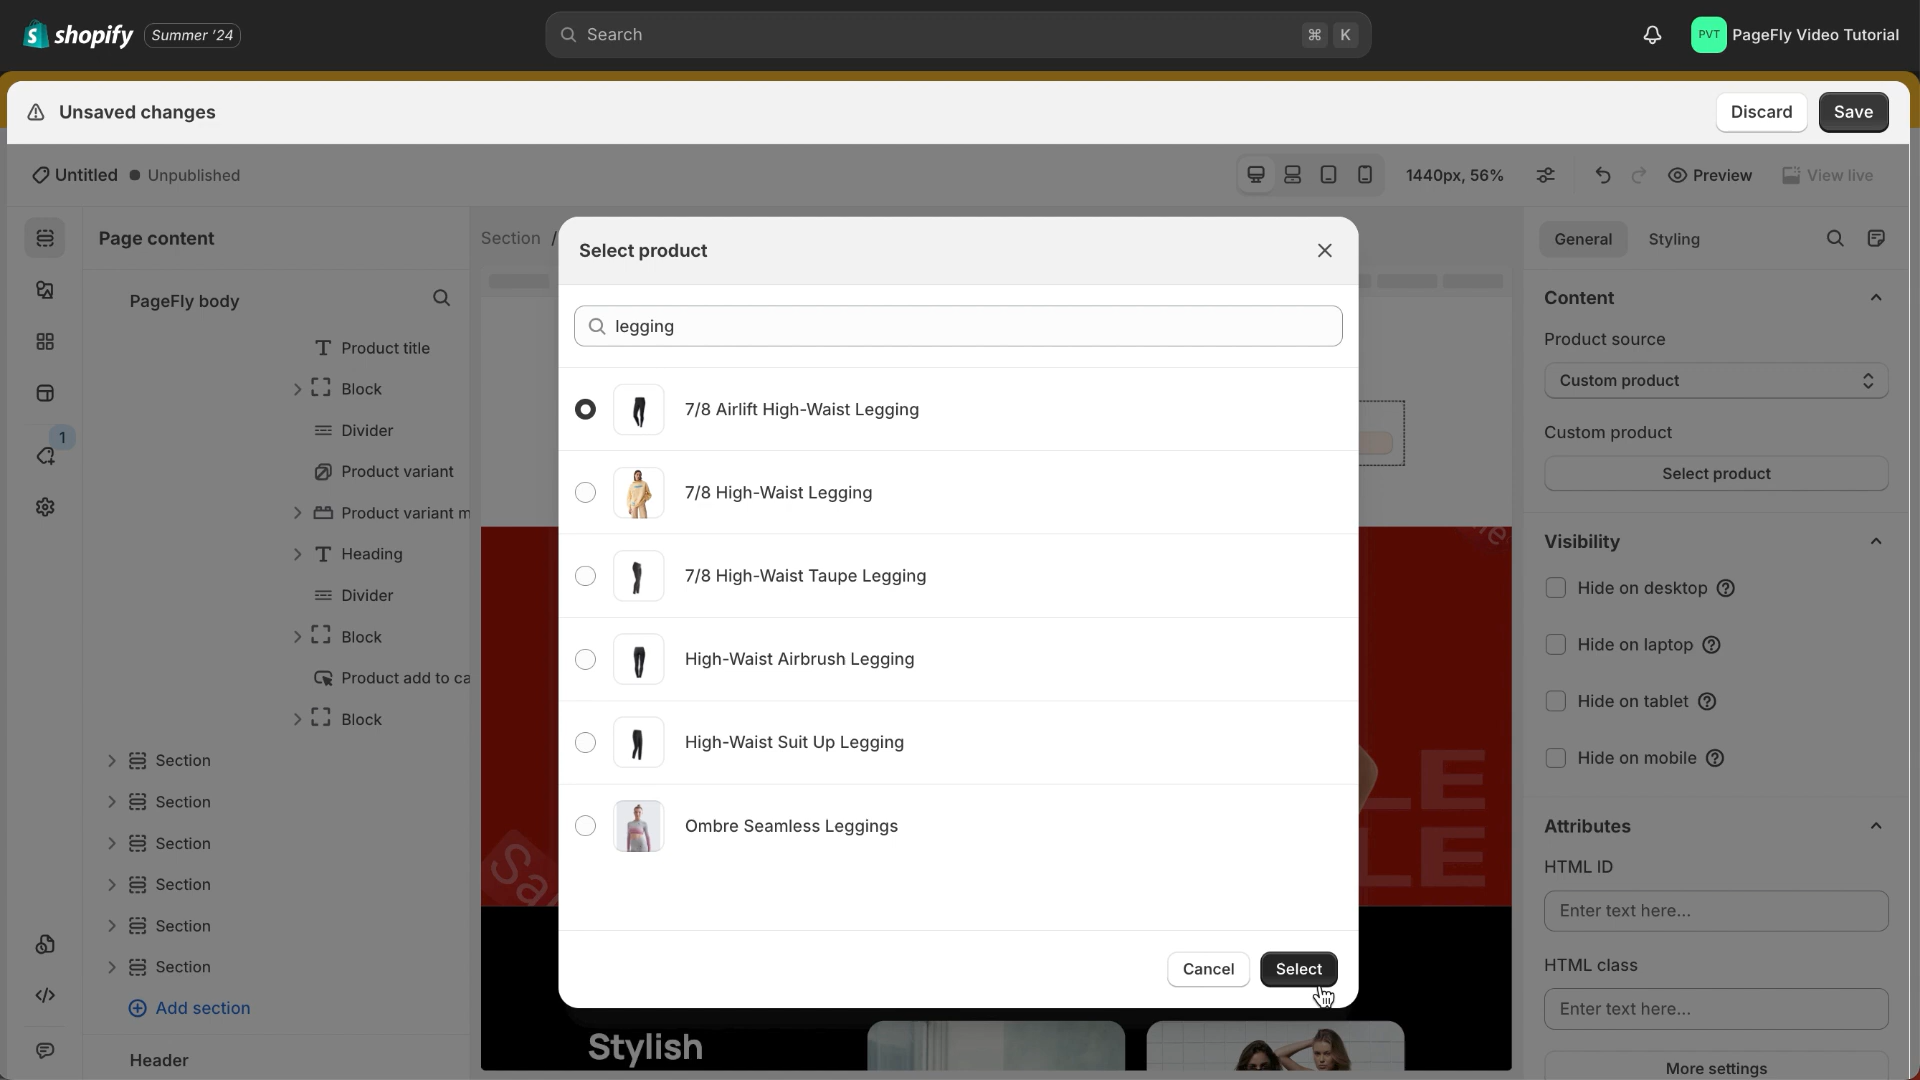 shopify
Summer '24
Search
⌘ K
PVT
PageFly Video Tutorial
Unsaved changes
Discard
Save
Untitled
Unpublished
1440px, 56%
Preview
View live
Page content
PageFly body
Product title
Block
Divider
Product variant
Product variant m
Heading
Divider
Block
Product add to ca
Block
Section
Section
Section
Section
Section
Section
Add section
Header
1
Section /
Select product
legging
7/8 Airlift High-Waist Legging
7/8 High-Waist Legging
7/8 High-Waist Taupe Legging
High-Waist Airbrush Legging
High-Waist Suit Up Legging
Ombre Seamless Leggings
Cancel
Select
Sa
LE
LE
Stylish
General
Styling
Content
Product source
Custom product
Custom product
Select product
Visibility
Hide on desktop
Hide on laptop
Hide on tablet
Hide on mobile
Attributes
HTML ID
Enter text here...
HTML class
Enter text here...
More settings